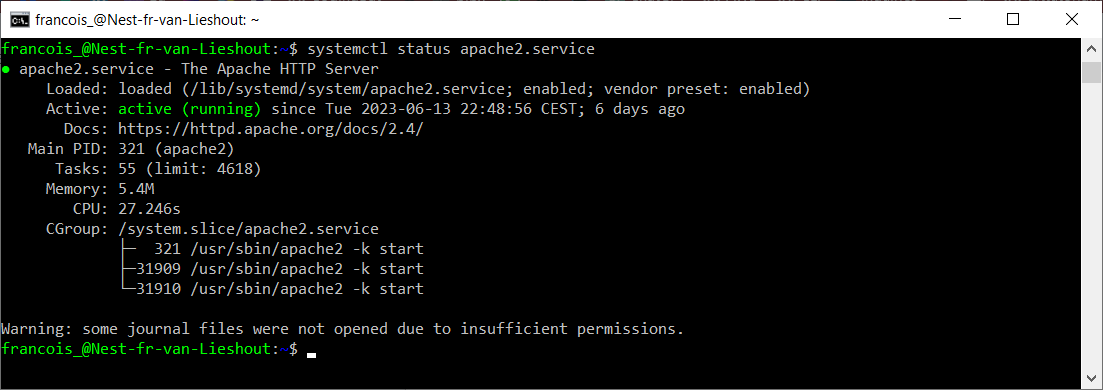 francois_@Nest-fr-van-Lieshout: ~
francois_@Nest-fr-van-Lieshout:~$ systemctl status apache2.service
● apache2.service - The Apache HTTP Server
     Loaded: loaded (/lib/systemd/system/apache2.service; enabled; vendor preset: enabled)
     Active: active (running) since Tue 2023-06-13 22:48:56 CEST; 6 days ago
       Docs: https://httpd.apache.org/docs/2.4/
   Main PID: 321 (apache2)
      Tasks: 55 (limit: 4618)
     Memory: 5.4M
        CPU: 27.246s
     CGroup: /system.slice/apache2.service
             ├─  321 /usr/sbin/apache2 -k start
             ├─31909 /usr/sbin/apache2 -k start
             └─31910 /usr/sbin/apache2 -k start
Warning: some journal files were not opened due to insufficient permissions.
francois_@Nest-fr-van-Lieshout:~$